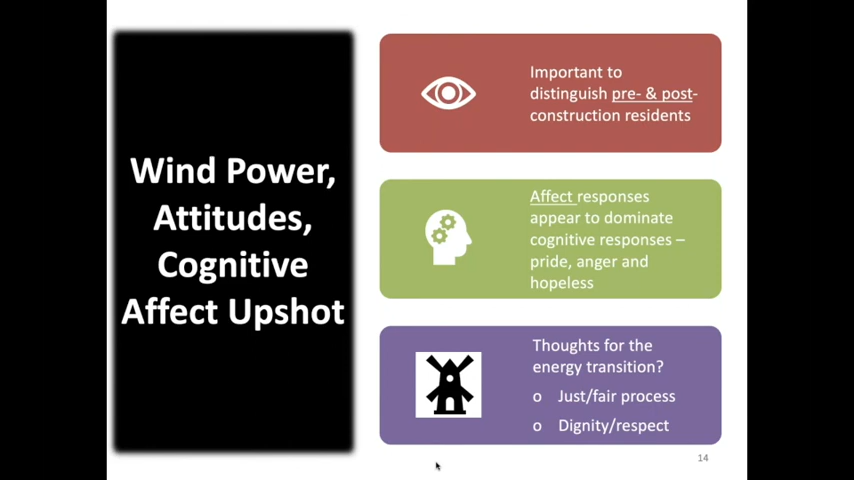 Wind Power,
Attitudes,
Cognitive
Affect Upshot
Important to
distinguish pre- & post-
construction residents
Affect responses
appear to dominate
cognitive responses –
pride, anger and
hopeless
Thoughts for the
energy transition?
o Just/fair process
o Dignity/respect
14